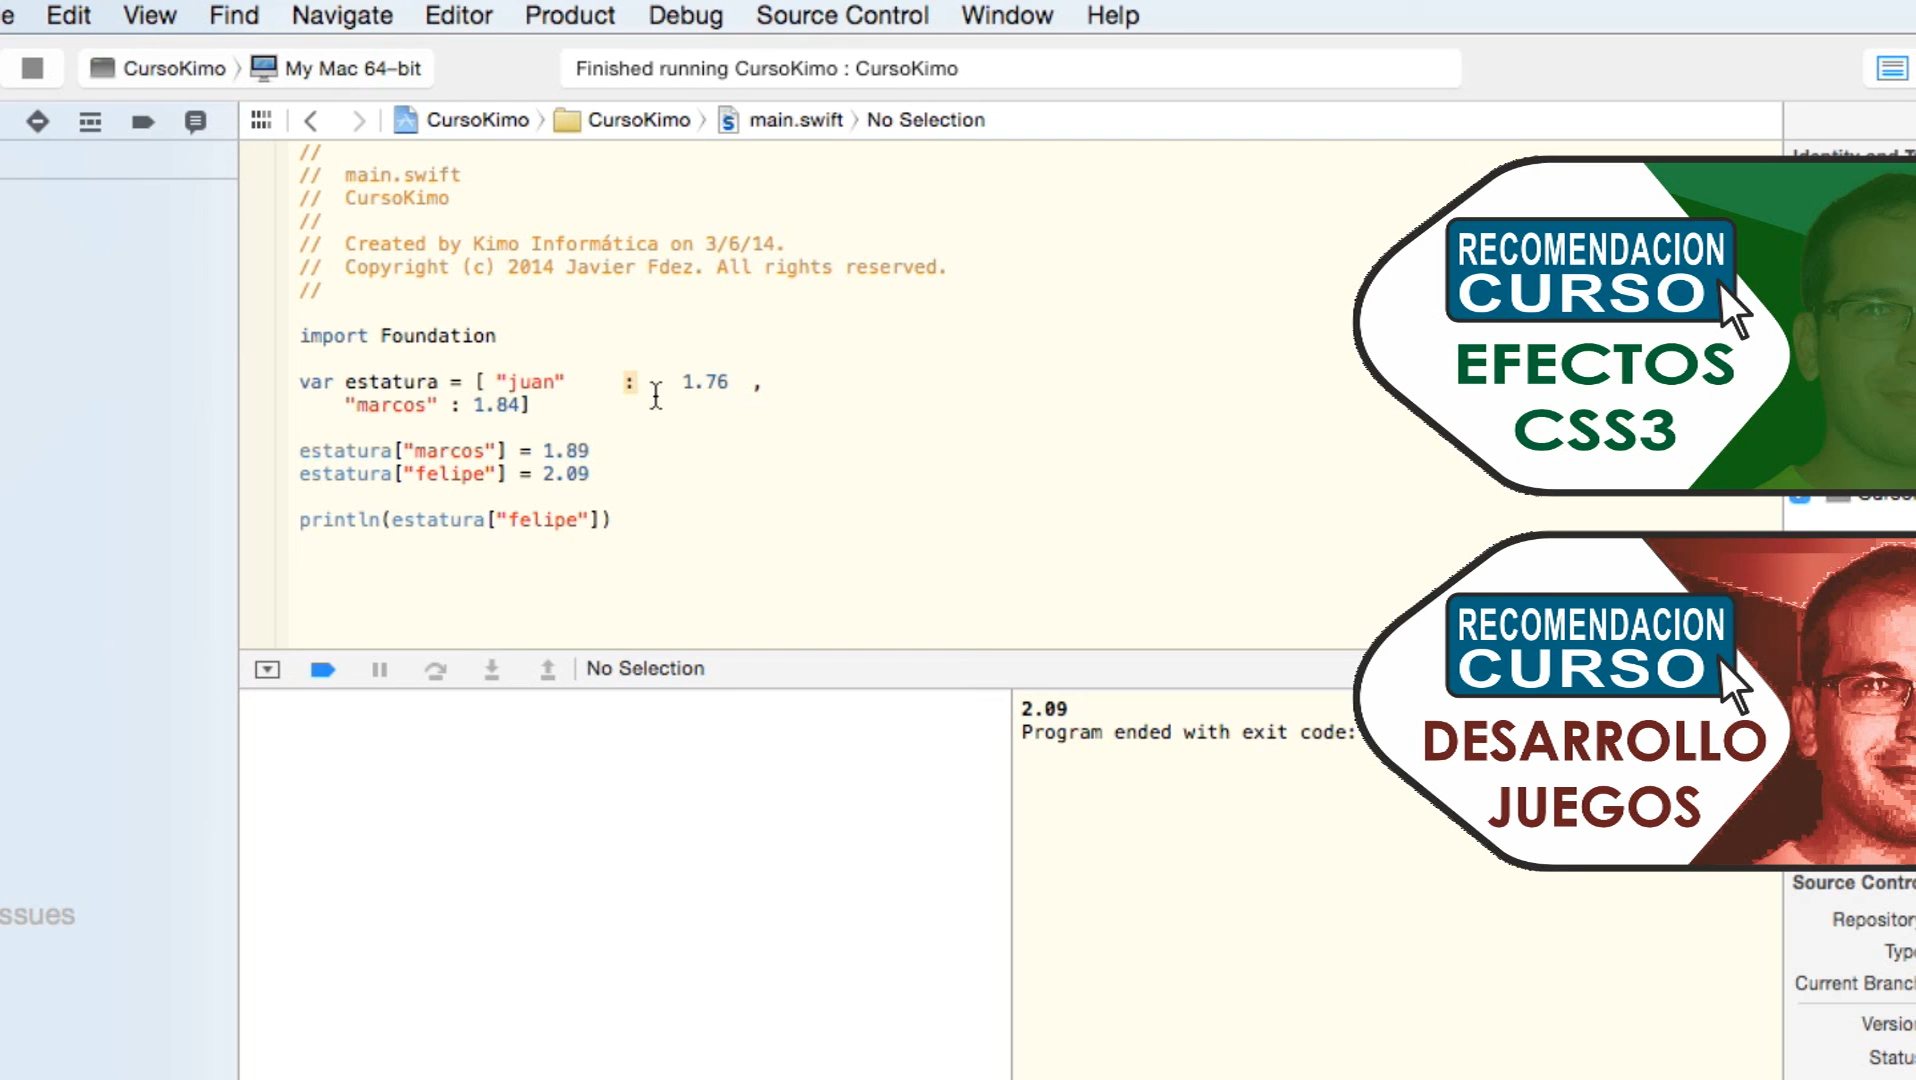 Edit View Find Navigate Editor Product Debug Source Control Window Help
CursoKimo My Mac 64-bit
Finished running CursoKimo : CursoKimo
CursoKimo CursoKimo main.swift No Selection
//
// main.swift
// CursoKimo
//
// Created by Kimo Informática on 3/6/14.
// Copyright (c) 2014 Javier Fdez. All rights reserved.
//
import Foundation
var estatura = [ "juan" : 1.76 ,
"marcos" : 1.84]
estatura["marcos"] = 1.89
estatura["felipe"] = 2.09
println(estatura["felipe"])
RECOMENDACION
CURSO
EFECTOS
CSS3
RECOMENDACION
CURSO
DESARROLLO
JUEGOS
No Selection
2.09
Program ended with exit code:
ssues
Source Contro
Repository
Type
Current Branc
Versio
Statu